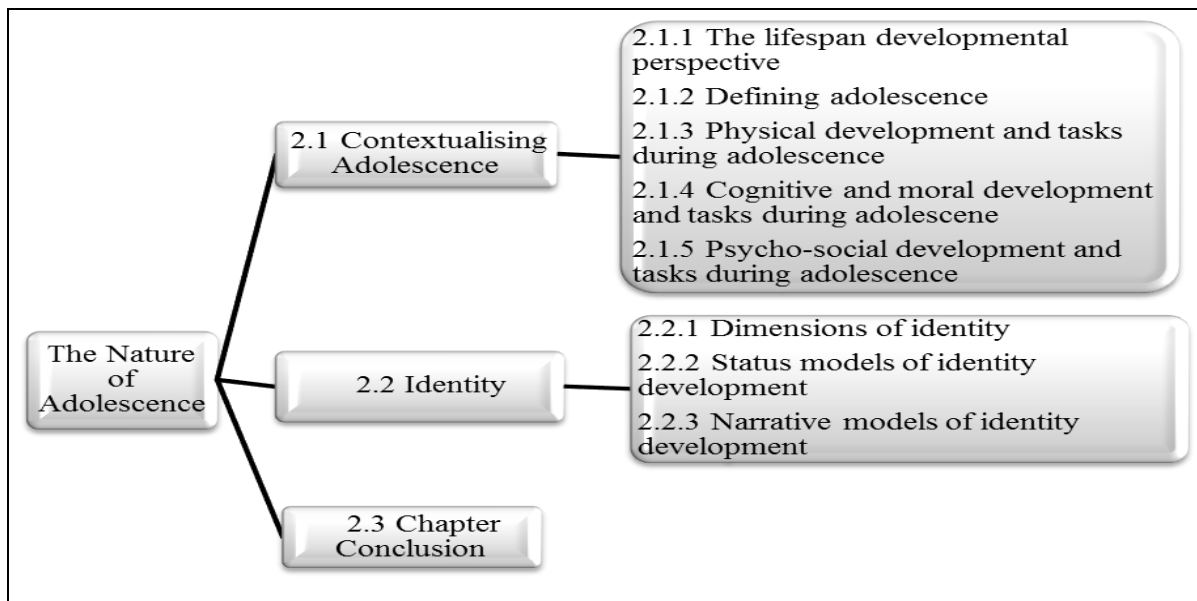 The Nature
of
Adolescence
2.1 Contextualising
Adolescence
2.1.1 The lifespan developmental
perspective
2.1.2 Defining adolescence
2.1.3 Physical development and tasks
during adolescence
2.1.4 Cognitive and moral development
and tasks during adolescene
2.1.5 Psycho-social development and
tasks during adolescence
2.2 Identity
2.2.1 Dimensions of identity
2.2.2 Status models of identity
development
2.2.3 Narrative models of identity
development
2.3 Chapter
Conclusion